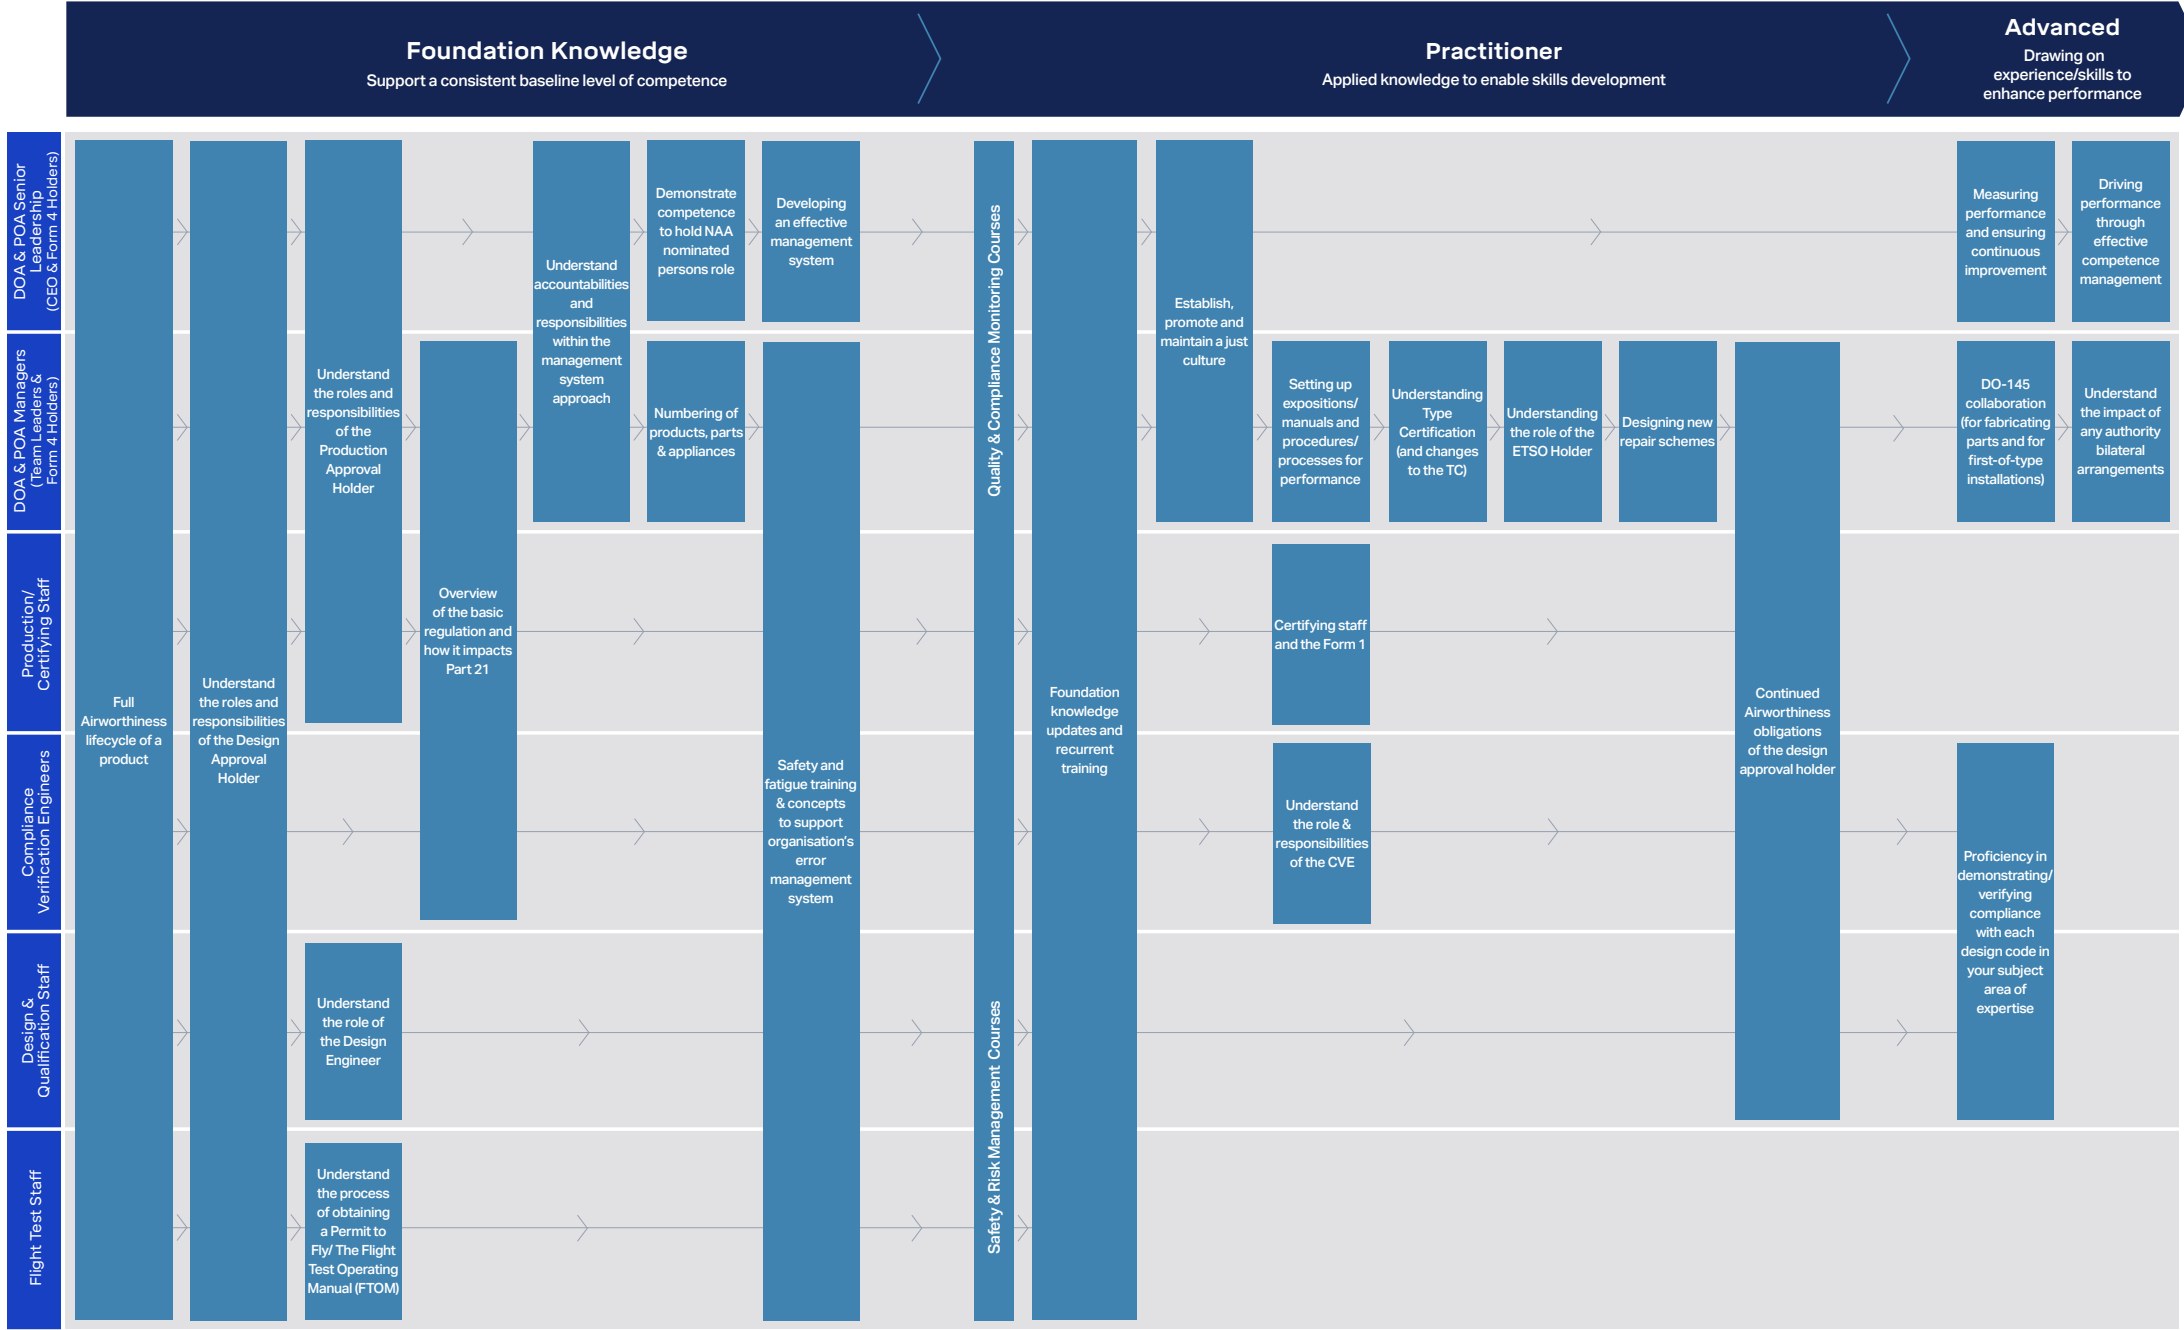 Foundation Knowledge
Support a consistent baseline level of competence
Practitioner
Applied knowledge to enable skills development
Advanced
Drawing on
experience/skills to
enhance performance
DOA & POA Senior
Leadership
(CEO & Form 4 Holders)
DOA & POA Managers
(Team Leaders &
Form 4 Holders)
Production/
Certifying Staff
Compliance
Verification Engineers
Design &
Qualification Staff
Flight Test Staff
Full
Airworthiness
lifecycle of a
product
Understand
the roles and
responsibilities
of the Design
Approval
Holder
Understand
the roles and
responsibilities
of the
Production
Approval
Holder
Understand
the role of
the Design
Engineer
Understand
the process
of obtaining
a Permit to
Fly/ The Flight
Test Operating
Manual (FTOM)
Overview
of the basic
regulation and
how it impacts
Part 21
Understand
accountabilities
and
responsibilities
within the
management
system
approach
Demonstrate
competence
to hold NAA
nominated
persons role
Numbering of
products, parts
& appliances
Developing
an effective
management
system
Safety and
fatigue training
& concepts
to support
organisation's
error
management
system
Quality & Compliance Monitoring Courses
Safety & Risk Management Courses
Foundation
knowledge
updates and
recurrent
training
Establish,
promote and
maintain a just
culture
Setting up
expositions/
manuals and
procedures/
processes for
performance
Certifying staff
and the Form 1
Understand
the role &
responsibilities
of the CVE
Understanding
Type
Certification
(and changes
to the TC)
Understanding
the role of the
ETSO Holder
Designing new
repair schemes
Continued
Airworthiness
obligations
of the design
approval holder
Measuring
performance
and ensuring
continuous
improvement
Driving
performance
through
effective
competence
management
DO-145
collaboration
(for fabricating
parts and for
first-of-type
installations)
Understand
the impact of
any authority
bilateral
arrangements
Proficiency in
demonstrating/
verifying
compliance
with each
design code in
your subject
area of
expertise